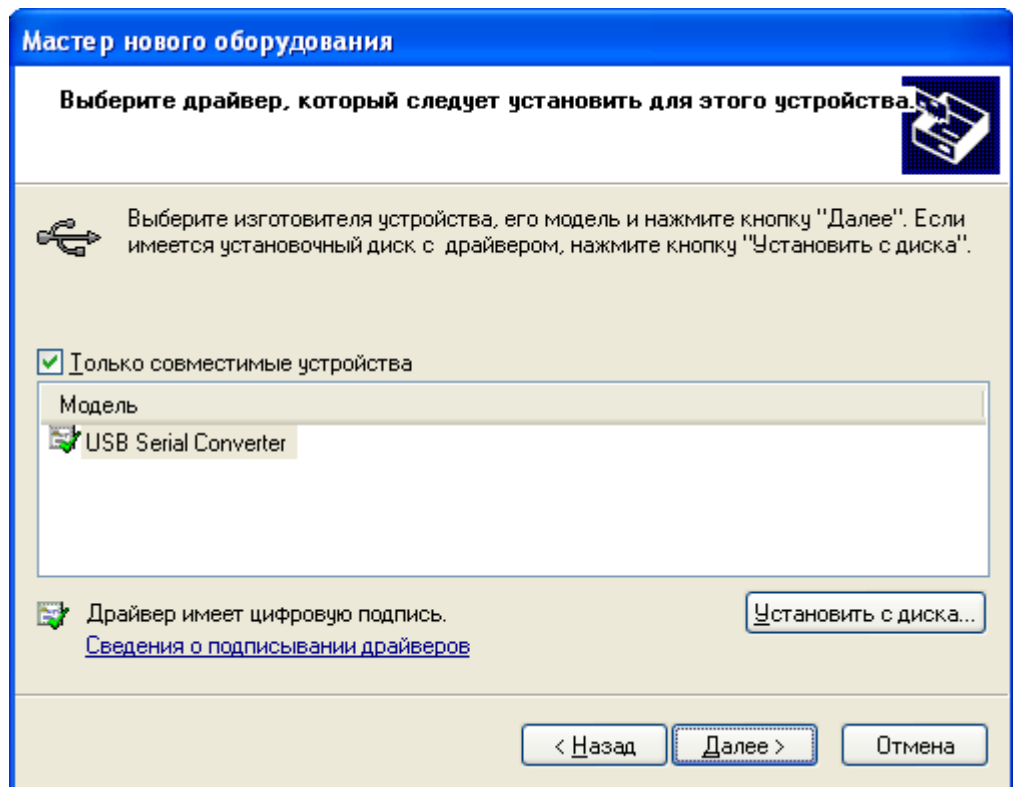 Мастер нового оборудования
Выберите драйвер, который следует установить для этого устройства.
Выберите изготовителя устройства, его модель и нажмите кнопку "Далее". Если
имеется установочный диск с драйвером, нажмите кнопку "Установить с диска".
Только совместимые устройства
Модель
USB Serial Converter
Драйвер имеет цифровую подпись.
Установить с диска...
Сведения о подписывании драйверов
< Назад
Далее >
Отмена